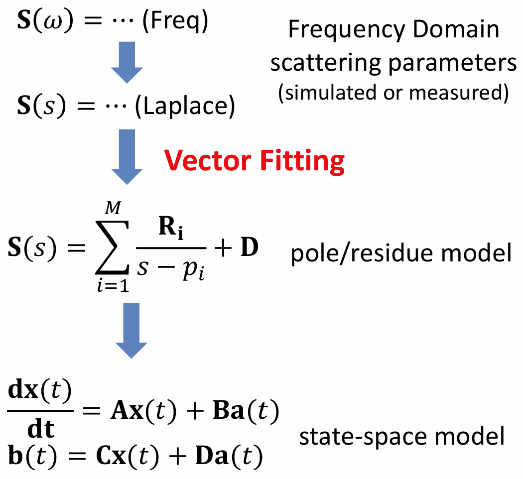 S(ω) = ⋯ (Freq)
Frequency Domain
scattering parameters
(simulated or measured)
S(s) = ⋯ (Laplace)
Vector Fitting
S(s) = ∑_{i=1}^{M} R_i / (s − p_i) + D
pole/residue model
dx(t)/dt = Ax(t) + Ba(t)
b(t) = Cx(t) + Da(t)
state-space model